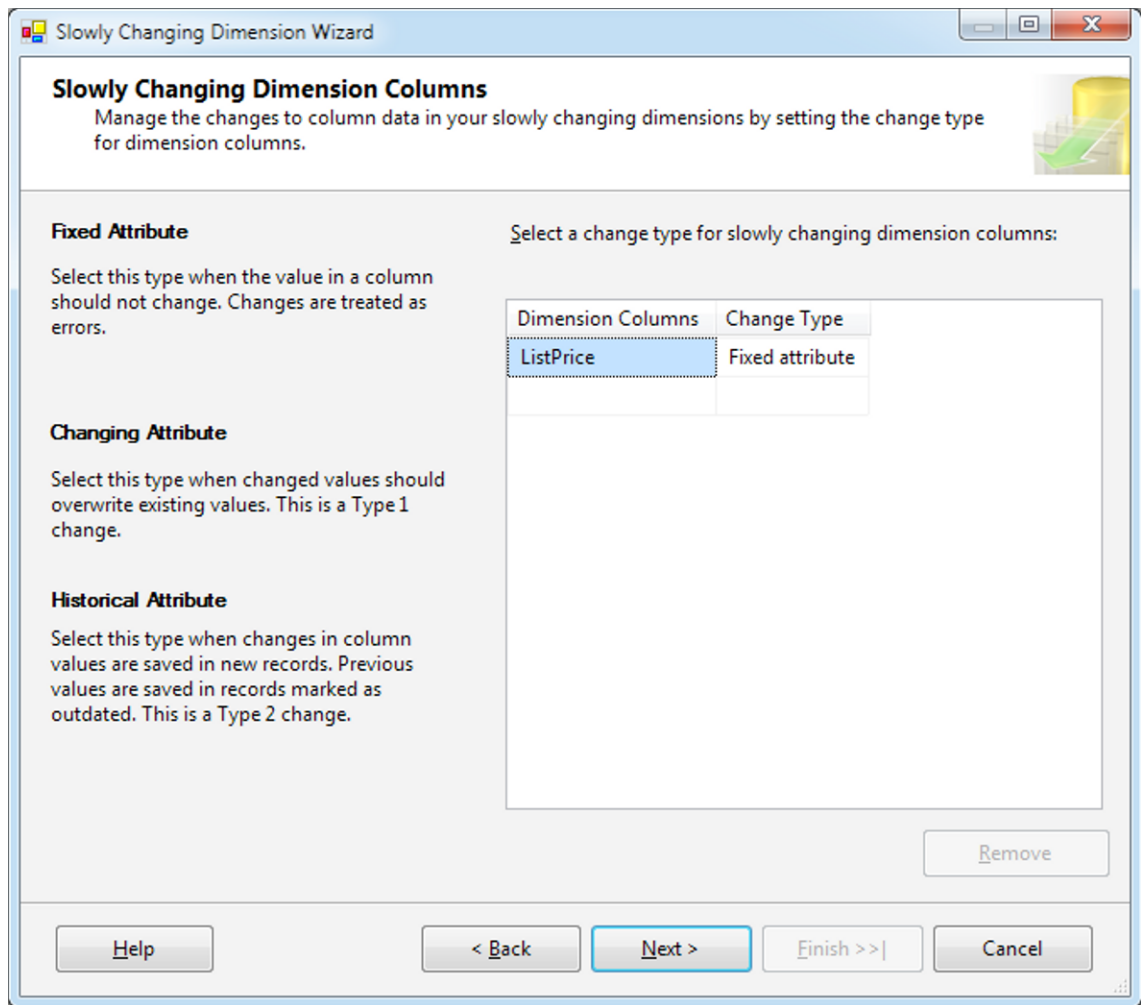 Slowly Changing Dimension Wizard
Slowly Changing Dimension Columns
Manage the changes to column data in your slowly changing dimensions by setting the change type
for dimension columns.
Fixed Attribute
Select this type when the value in a column
should not change. Changes are treated as
errors.
Changing Attribute
Select this type when changed values should
overwrite existing values. This is a Type 1
change.
Historical Attribute
Select this type when changes in column
values are saved in new records. Previous
values are saved in records marked as
outdated. This is a Type 2 change.
Select a change type for slowly changing dimension columns:
Dimension Columns Change Type
ListPrice Fixed attribute
Remove
Help < Back Next > Finish >>| Cancel